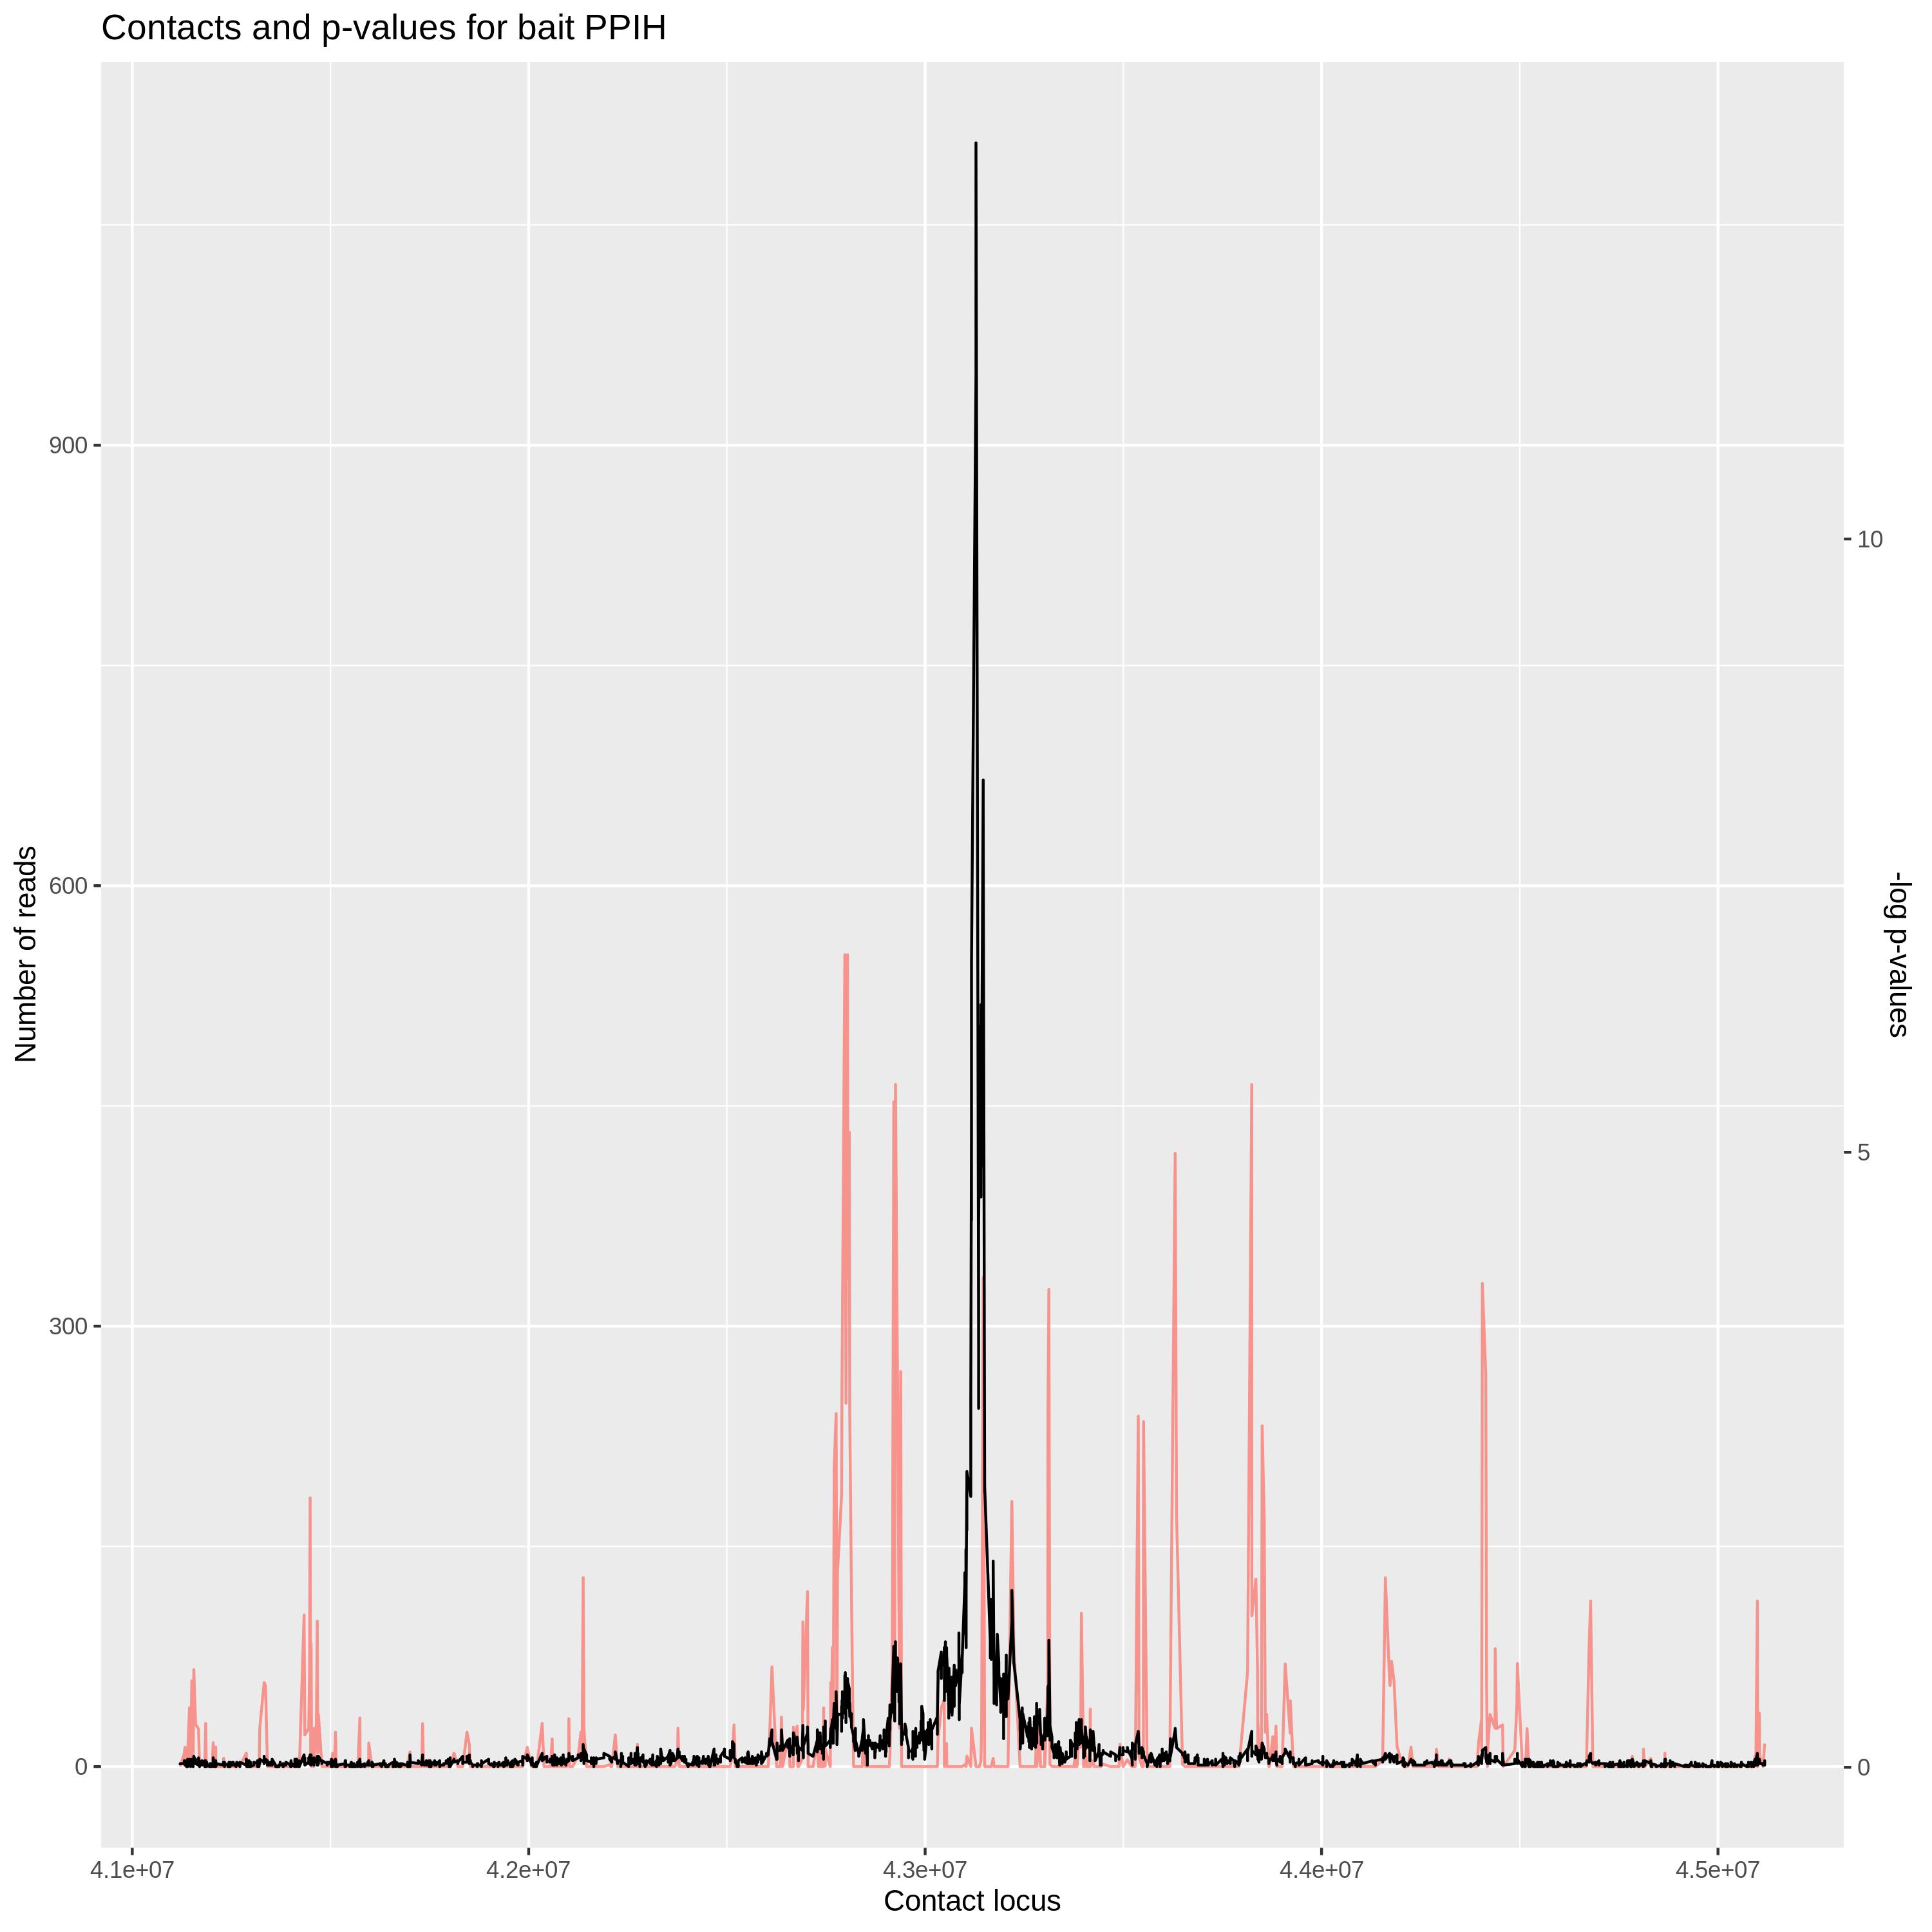 Contacts and p-values for bait PPIH
Number of reads
900
600
300
0
10
5
0
-log p-values
4.1e+07
4.2e+07
4.3e+07
4.4e+07
4.5e+07
Contact locus